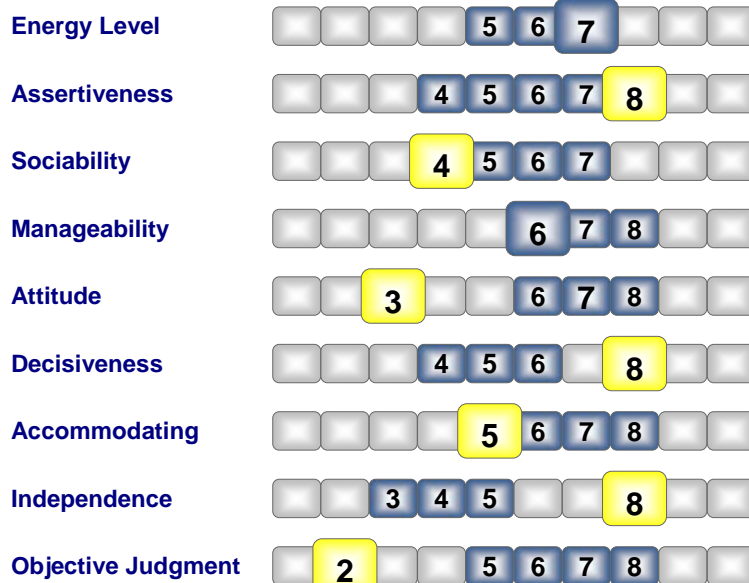 Energy Level 5 6 7
Assertiveness 4 5 6 7 8
Sociability 4 5 6 7
Manageability 6 7 8
Attitude 3 6 7 8
Decisiveness 4 5 6 8
Accommodating 5 6 7 8
Independence 3 4 5 8
Objective Judgment 2 5 6 7 8